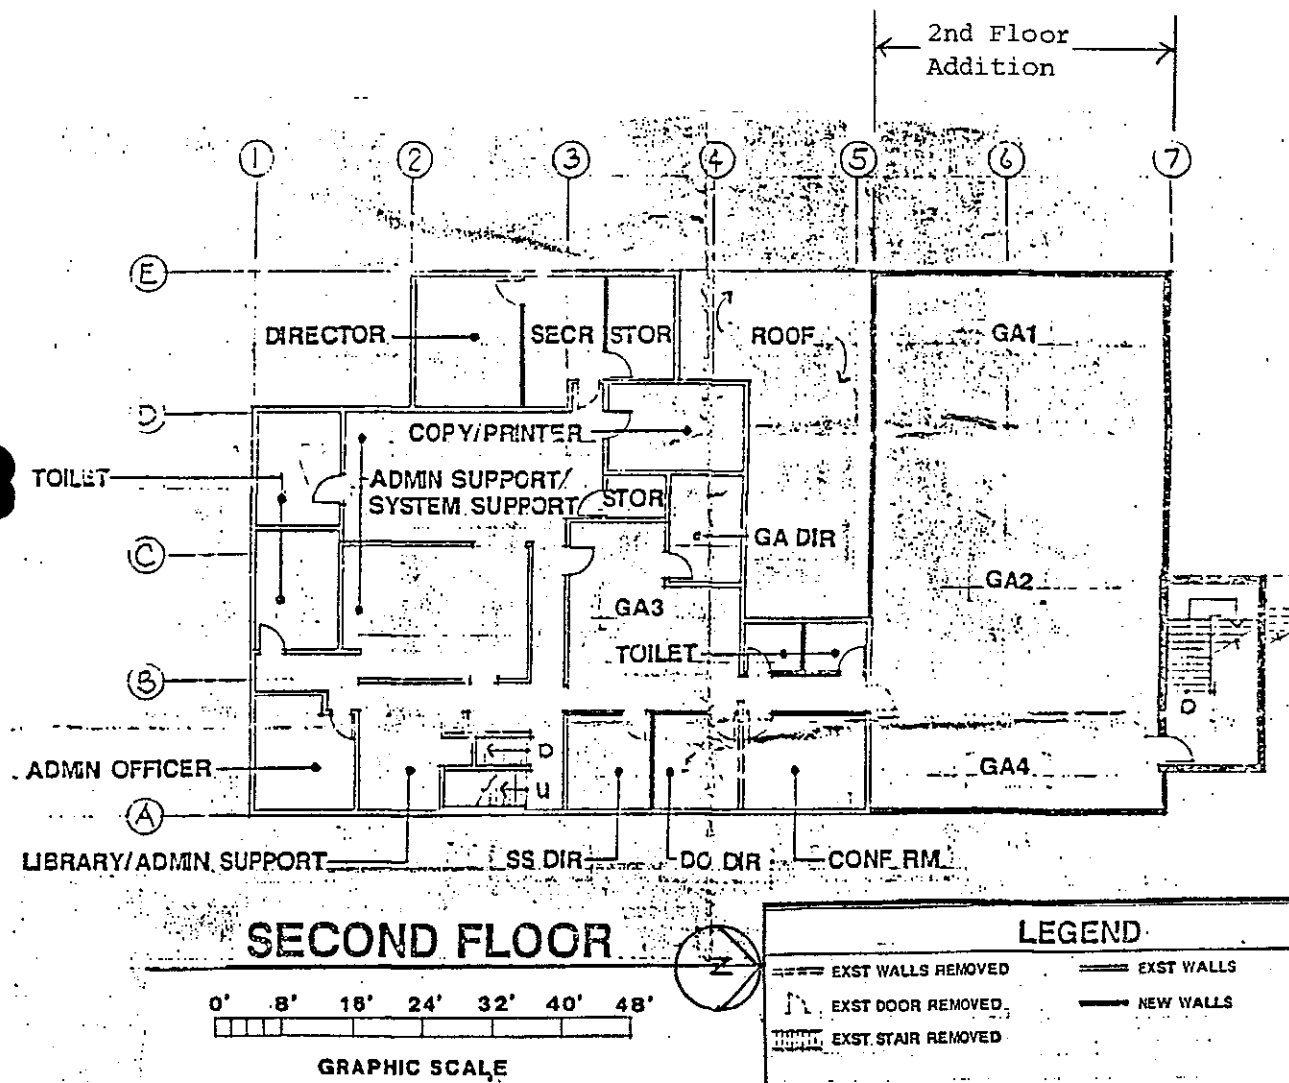 2nd Floor
Addition
1 2 3 4 5 6 7
E
DIRECTOR SECR STOR ROOF GA1
D
COPY/PRINTER
TOILET
ADMIN SUPPORT/
SYSTEM SUPPORT STOR
GA DIR
C
GA2
GA3
TOILET
B
D
D
ADMIN OFFICER
GA4
U
A
LIBRARY/ADMIN SUPPORT SS DIR DO DIR CONF RM
SECOND FLOOR
N
LEGEND
EXST WALLS REMOVED
EXST WALLS
EXST DOOR REMOVED
NEW WALLS
EXST STAIR REMOVED
0' 8' 16' 24' 32' 40' 48'
GRAPHIC SCALE